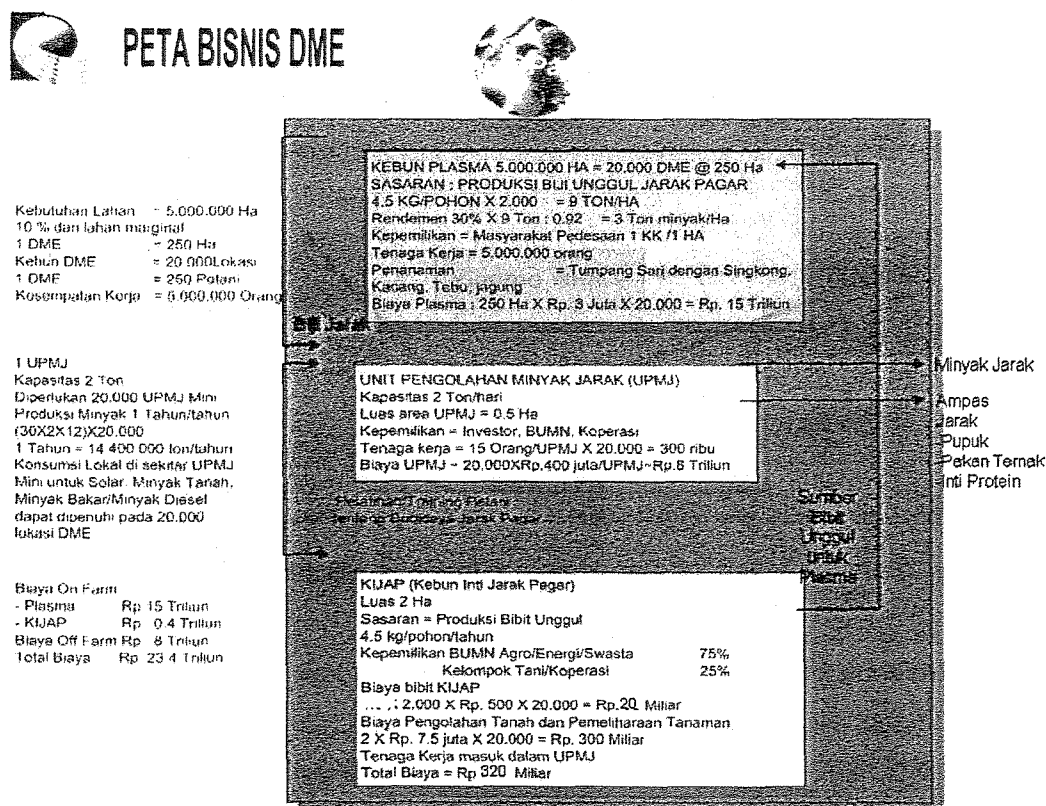 PETA BISNIS DME
Kebutuhan Lahan = 5.000.000 Ha
10 % dari lahan marginal
1 DME = 250 Ha
Kebun DME = 20 000Lokasi
1 DME = 250 Petani
Kesempatan Kerja = 5.000.000 Orang
1 UPMJ
Kapasitas 2 Ton
Diperlukan 20.000 UPMJ Mini
Produksi Minyak 1 Tahun/tahun
(30X2X12)X20.000
1 Tahun = 14 400 000 ton/tahun
Konsumsi Lokal di sekitar UPMJ
Mini untuk Solar, Minyak Tanah,
Minyak Bakar/Minyak Diesel
dapat dipenuhi pada 20.000
lokasi DME
Biaya On Farm
- Plasma Rp 15 Triliun
- KIJAP Rp 0.4 Triliun
Biaya Off Farm Rp 8 Triliun
Total Biaya Rp 23 4 Triliun
KEBUN PLASMA 5.000.000 HA = 20.000 DME @ 250 Ha
SASARAN : PRODUKSI BIJI UNGGUL JARAK PAGAR
4.5 KG/POHON X 2.000 = 9 TON/HA
Rendemen 30% X 9 Ton : 0.92 = 3 Ton minyak/Ha
Kepemilikan = Masyarakat Pedesaan 1 KK /1 HA
Tenaga Kerja = 5.000.000 orang
Penanaman = Tumpang Sari dengan Singkong,
Kacang, Tebu, jagung
Biaya Plasma : 250 Ha X Rp. 3 Juta X 20.000 = Rp. 15 Triliun
Jarak
UNIT PENGOLAHAN MINYAK JARAK (UPMJ)
Kapasitas 2 Ton/hari
Luas area UPMJ = 0.5 Ha
Kepemilikan = Investor, BUMN, Koperasi
Tenaga kerja = 15 Orang/UPMJ X 20.000 = 300 ribu
Biaya UPMJ = 20.000XRp.400 juta/UPMJ=Rp.8 Triliun
Pelatihan/Training Petani
tentang Budidaya Jarak Pagar
KIJAP (Kebun Inti Jarak Pagar)
Luas 2 Ha
Sasaran = Produksi Bibit Unggul
4.5 kg/pohon/tahun
Kepemilikan BUMN Agro/Energi/Swasta 75%
Kelompok Tani/Koperasi 25%
Biaya bibit KIJAP
2.000 X Rp. 500 X 20.000 = Rp.20 Miliar
Biaya Pengolahan Tanah dan Pemeliharaan Tanaman
2 X Rp. 7.5 juta X 20.000 = Rp. 300 Miliar
Tenaga Kerja masuk dalam UPMJ
Total Biaya = Rp 320 Miliar
Sumber
Bibit
Unggul
untuk
Plasma
Minyak Jarak
Ampas
Jarak
Pupuk
Pakan Ternak
Inti Protein